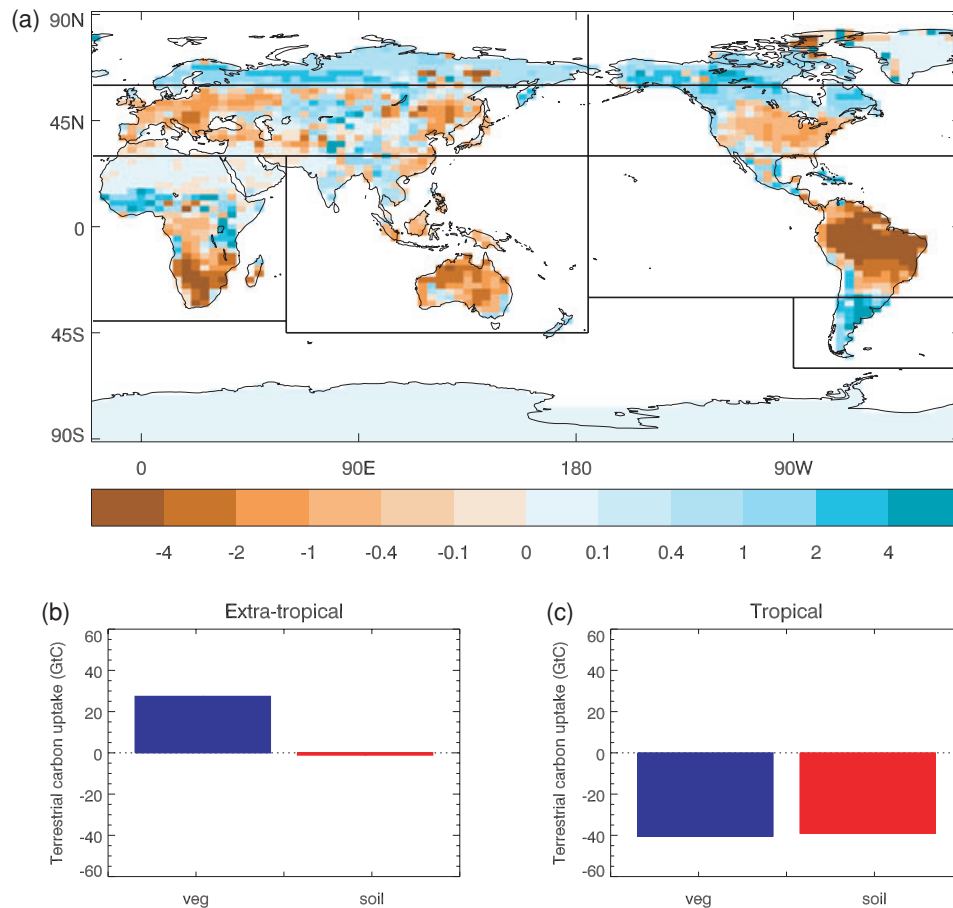 (a)
90N
45N
0
45S
90S
0 90E 180 90W
-4 -2 -1 -0.4 -0.1 0 0.1 0.4 1 2 4
(b) Extra-tropical
Terrestrial carbon uptake (GtC)
60
40
20
0
-20
-40
-60
veg soil
(c) Tropical
Terrestrial carbon uptake (GtC)
60
40
20
0
-20
-40
-60
veg soil